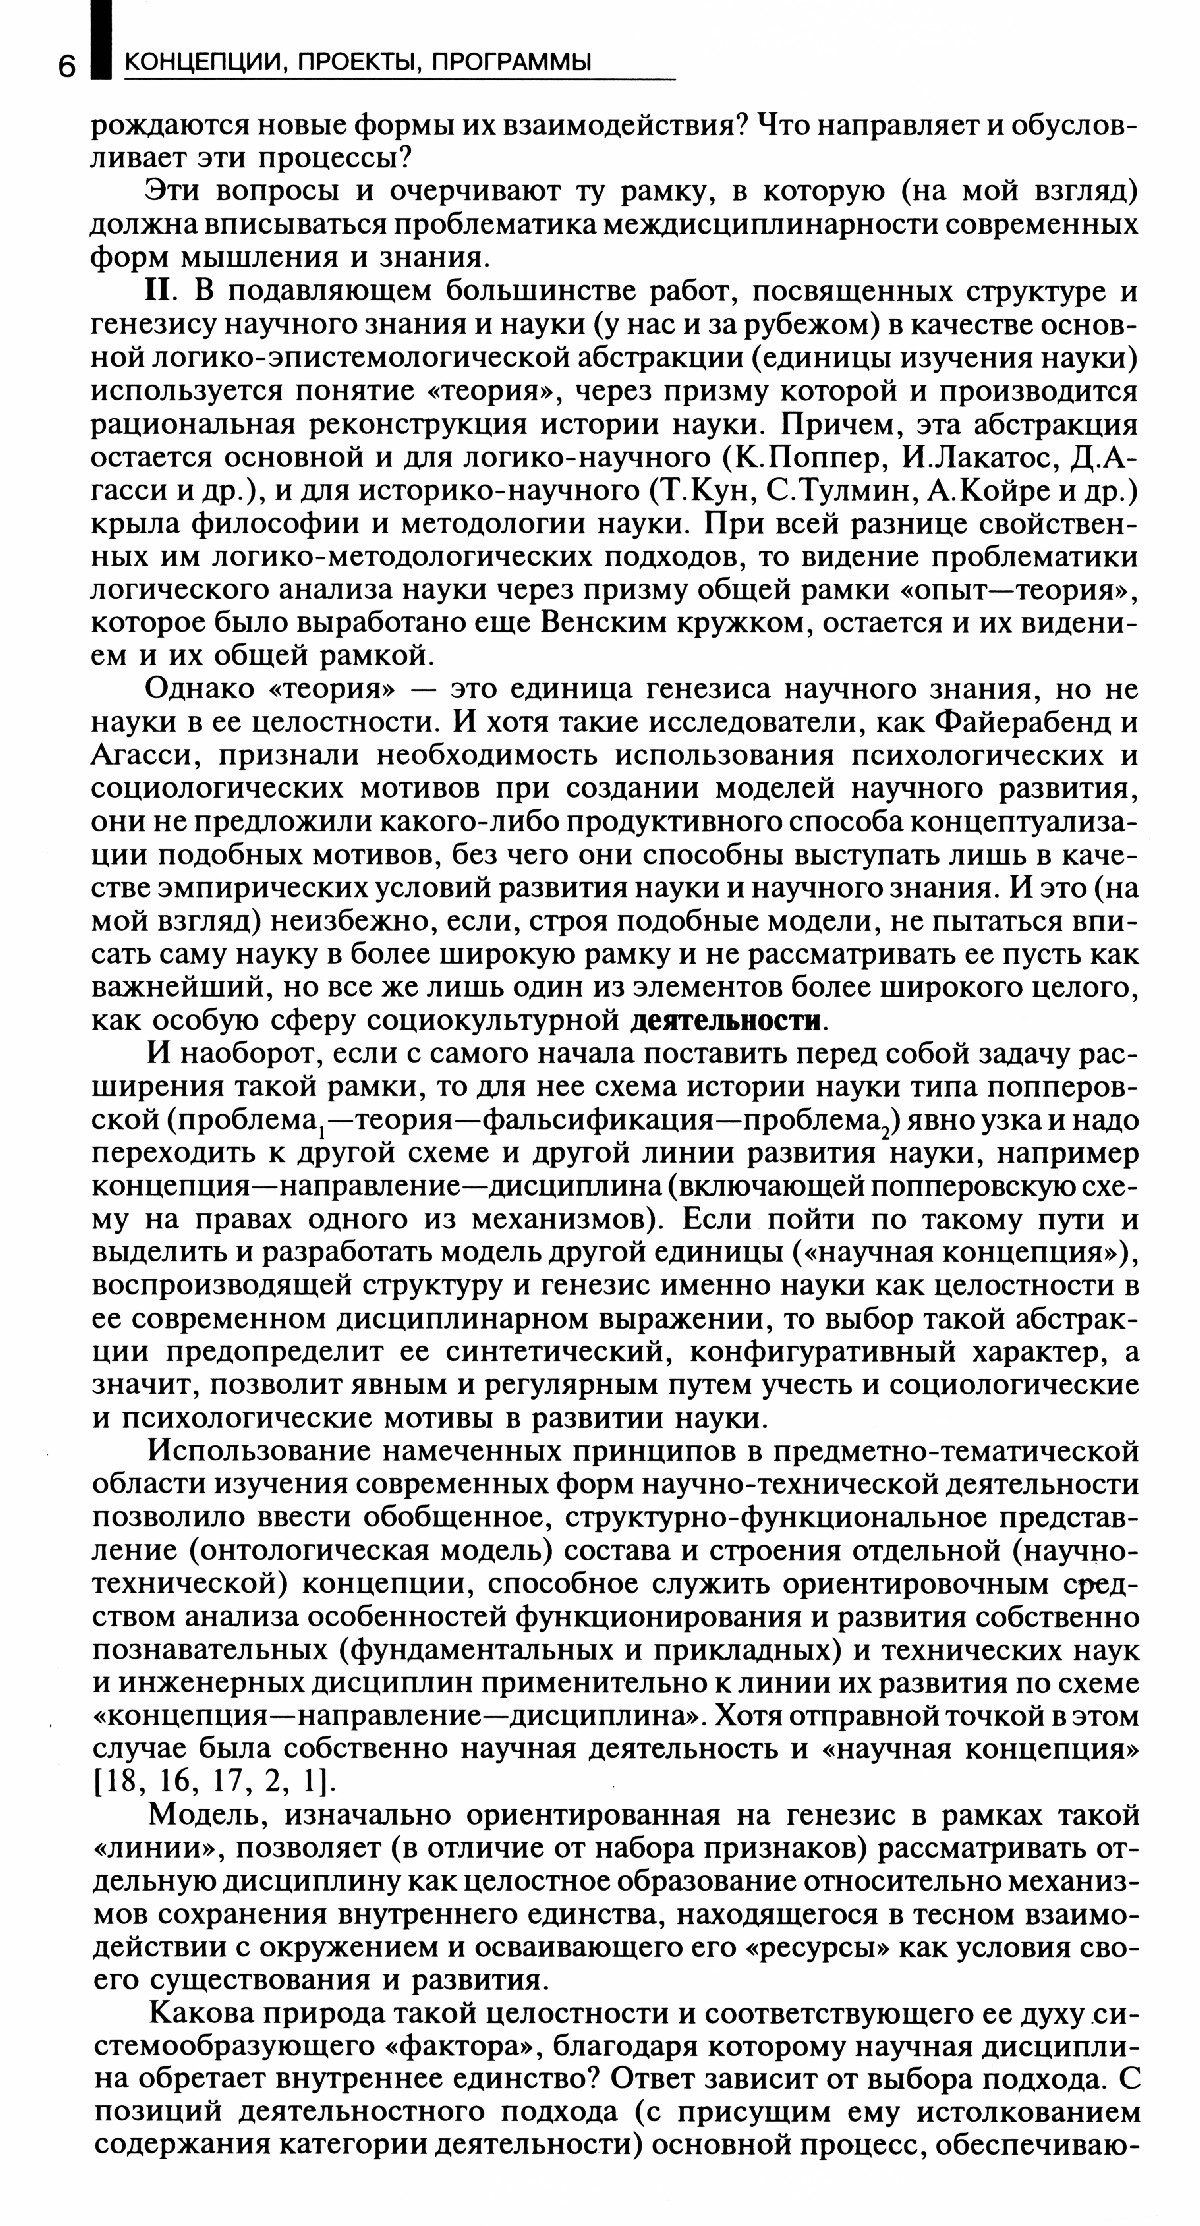 6 КОНЦЕПЦИИ, ПРОЕКТЫ, ПРОГРАММЫ
рождаются новые формы их взаимодействия? Что направляет и обуслов-
ливает эти процессы?
Эти вопросы и очерчивают ту рамку, в которую (на мой взгляд)
должна вписываться проблематика междисциплинарности современных
форм мышления и знания.
II. В подавляющем большинстве работ, посвященных структуре и
генезису научного знания и науки (у нас и за рубежом) в качестве основ-
ной логико-эпистемологической абстракции (единицы изучения науки)
используется понятие «теория», через призму которой и производится
рациональная реконструкция истории науки. Причем, эта абстракция
остается основной и для логико-научного (К.Поппер, И.Лакатос, Д.А-
гасси и др.), и для историко-научного (Т.Кун, С.Тулмин, А.Койре и др.)
крыла философии и методологии науки. При всей разнице свойствен-
ных им логико-методологических подходов, то видение проблематики
логического анализа науки через призму общей рамки «опыт—теория»,
которое было выработано еще Венским кружком, остается и их видени-
ем и их общей рамкой.
Однако «теория» — это единица генезиса научного знания, но не
науки в ее целостности. И хотя такие исследователи, как Файерабенд и
Агасси, признали необходимость использования психологических и
социологических мотивов при создании моделей научного развития,
они не предложили какого-либо продуктивного способа концептуализа-
ции подобных мотивов, без чего они способны выступать лишь в каче-
стве эмпирических условий развития науки и научного знания. И это (на
мой взгляд) неизбежно, если, строя подобные модели, не пытаться впи-
сать саму науку в более широкую рамку и не рассматривать ее пусть как
важнейший, но все же лишь один из элементов более широкого целого,
как особую сферу социокультурной деятельности.
И наоборот, если с самого начала поставить перед собой задачу рас-
ширения такой рамки, то для нее схема истории науки типа попперов-
ской (проблема₁—теория—фальсификация—проблема₂) явно узка и надо
переходить к другой схеме и другой линии развития науки, например
концепция—направление—дисциплина (включающей попперовскую схе-
му на правах одного из механизмов). Если пойти по такому пути и
выделить и разработать модель другой единицы («научная концепция»),
воспроизводящей структуру и генезис именно науки как целостности в
ее современном дисциплинарном выражении, то выбор такой абстрак-
ции предопределит ее синтетический, конфигуративный характер, а
значит, позволит явным и регулярным путем учесть и социологические
и психологические мотивы в развитии науки.
Использование намеченных принципов в предметно-тематической
области изучения современных форм научно-технической деятельности
позволило ввести обобщенное, структурно-функциональное представ-
ление (онтологическая модель) состава и строения отдельной (научно-
технической) концепции, способное служить ориентировочным сред-
ством анализа особенностей функционирования и развития собственно
познавательных (фундаментальных и прикладных) и технических наук
и инженерных дисциплин применительно к линии их развития по схеме
«концепция—направление—дисциплина». Хотя отправной точкой в этом
случае была собственно научная деятельность и «научная концепция»
[18, 16, 17, 2, 1].
Модель, изначально ориентированная на генезис в рамках такой
«линии», позволяет (в отличие от набора признаков) рассматривать от-
дельную дисциплину как целостное образование относительно механиз-
мов сохранения внутреннего единства, находящегося в тесном взаимо-
действии с окружением и осваивающего его «ресурсы» как условия сво-
его существования и развития.
Какова природа такой целостности и соответствующего ее духу си-
стемообразующего «фактора», благодаря которому научная дисципли-
на обретает внутреннее единство? Ответ зависит от выбора подхода. С
позиций деятельностного подхода (с присущим ему истолкованием
содержания категории деятельности) основной процесс, обеспечиваю-